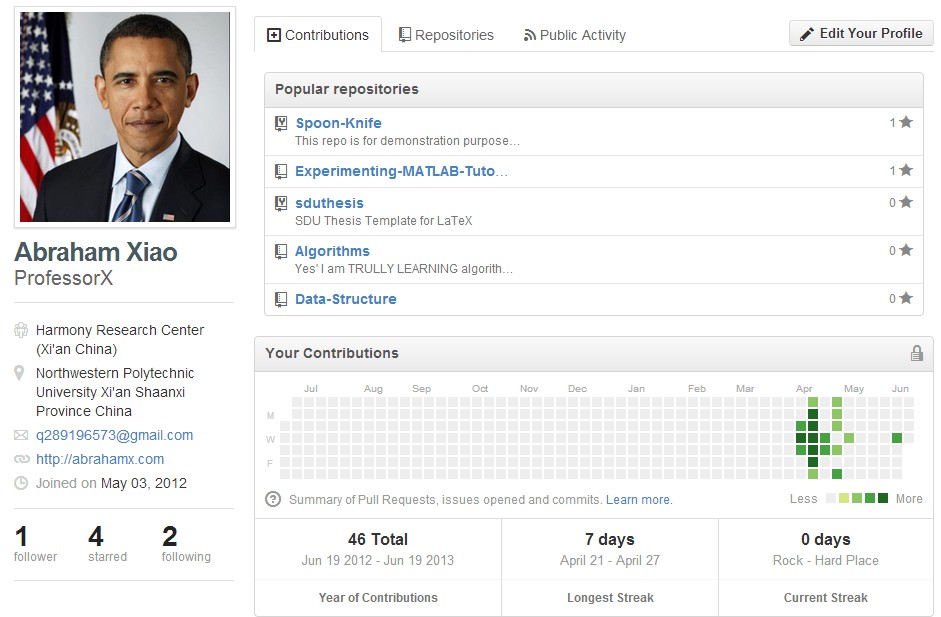 Contributions
Repositories
Public Activity
Edit Your Profile
Abraham Xiao
ProfessorX
Harmony Research Center
(Xi'an China)
Northwestern Polytechnic
University Xi'an Shaanxi
Province China
q289196573@gmail.com
http://abrahamx.com
Joined on May 03, 2012
1 follower
4 starred
2 following
Popular repositories
Spoon-Knife 1
This repo is for demonstration purpose...
Experimenting-MATLAB-Tuto... 1
sduthesis 0
SDU Thesis Template for LaTeX
Algorithms 0
Yes' I am TRULLY LEARNING algorith...
Data-Structure 0
Your Contributions
Jul Aug Sep Oct Nov Dec Jan Feb Mar Apr May Jun
M
W
F
Summary of Pull Requests, issues opened and commits. Learn more.
Less More
46 Total
Jun 19 2012 - Jun 19 2013
Year of Contributions
7 days
April 21 - April 27
Longest Streak
0 days
Rock - Hard Place
Current Streak